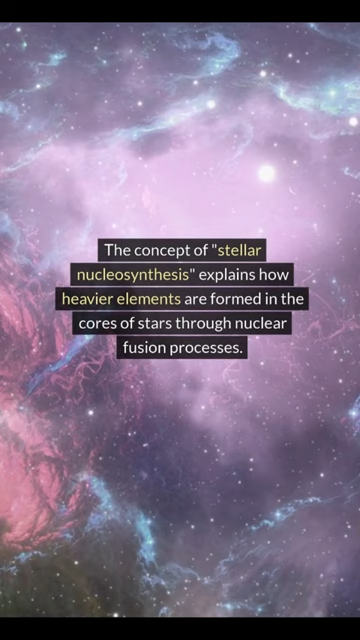 The concept of "stellar
nucleosynthesis" explains how
heavier elements are formed in the
cores of stars through nuclear
fusion processes.